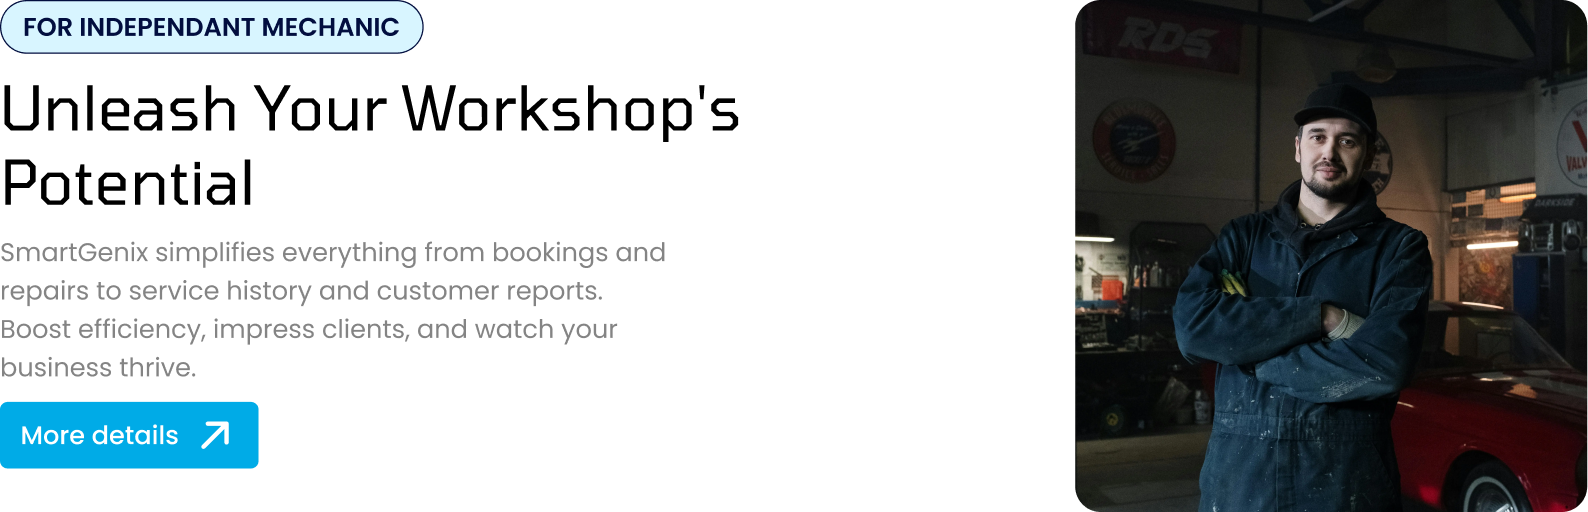 FOR INDEPENDANT MECHANIC
Unleash Your Workshop's
Potential
SmartGenix simplifies everything from bookings and
repairs to service history and customer reports.
Boost efficiency, impress clients, and watch your
business thrive.
More details
RDS
DARKSIDE